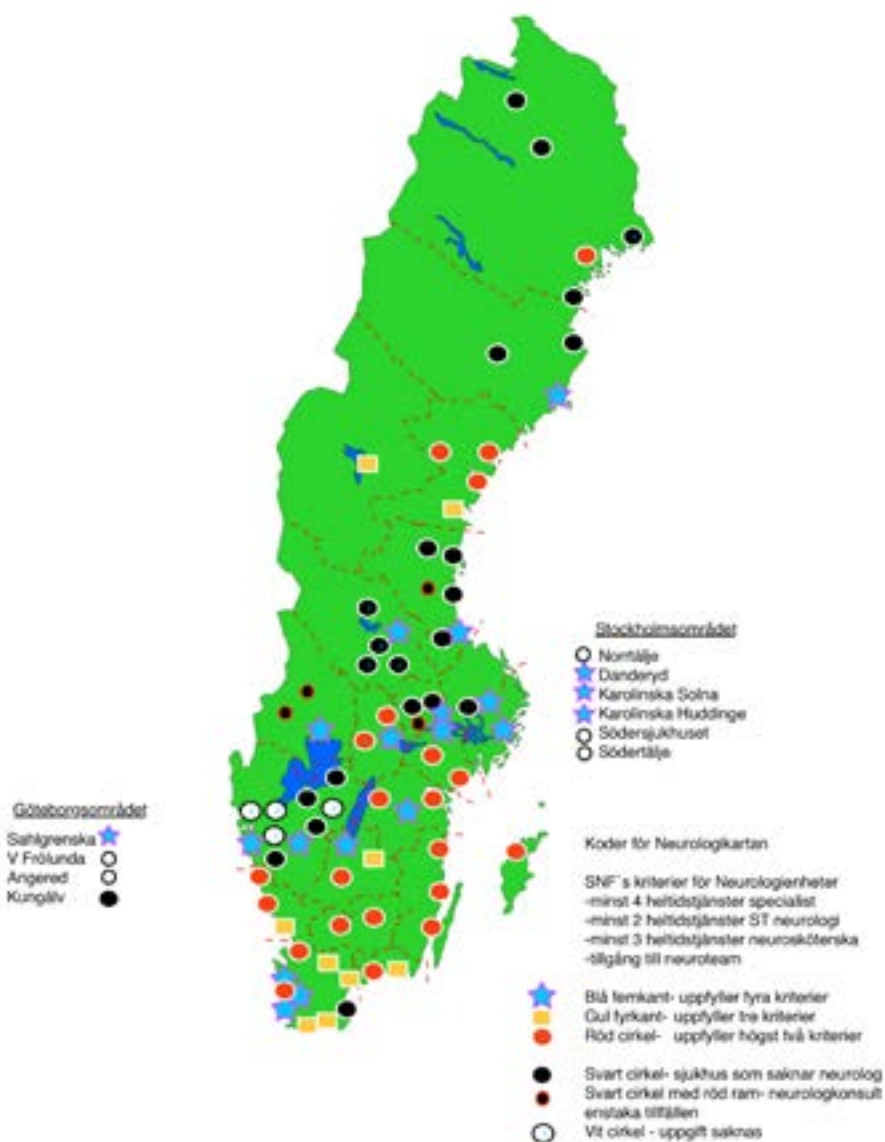 Stockholmsområdet
Norrtälje
Danderyd
Karolinska Solna
Karolinska Huddinge
Södersjukhuset
Södertälje
Göteborgsområdet
Sahlgrenska
V Frölunda
Angered
Kungälv
Koder för Neurologikartan
SNF´s kriterier för Neurologienheter
-minst 4 heltidstjänster specialist
-minst 2 heltidstjänster ST neurologi
-minst 3 heltidstjänster neurosköterska
-tillgång till neuroteam
Blå femkant- uppfyller fyra kriterier
Gul fyrkant- uppfyller tre kriterier
Röd cirkel- uppfyller högst två kriterier
Svart cirkel- sjukhus som saknar neurolog
Svart cirkel med röd ram- neurologkonsult
enstaka tillfällen
Vit cirkel - uppgift saknas